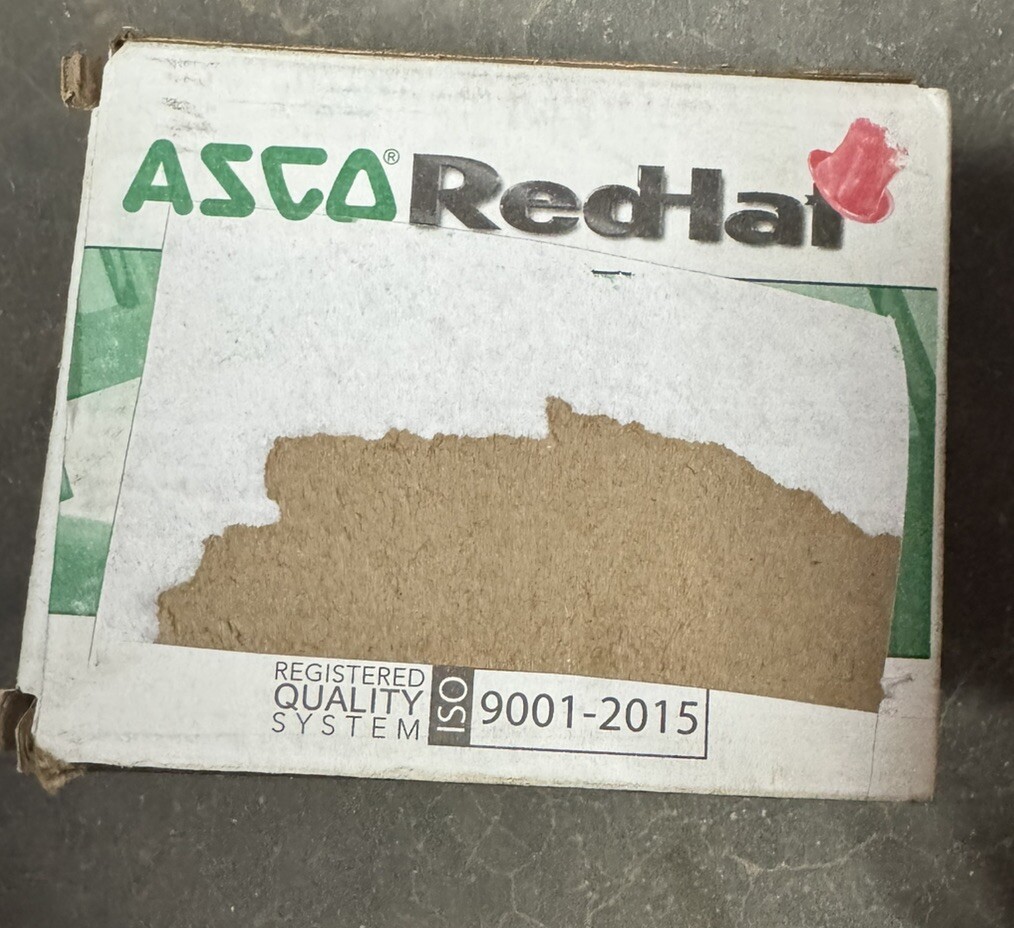 ASCO® RedHat
REGISTERED
QUALITY
SYSTEM
ISO
9001-2015